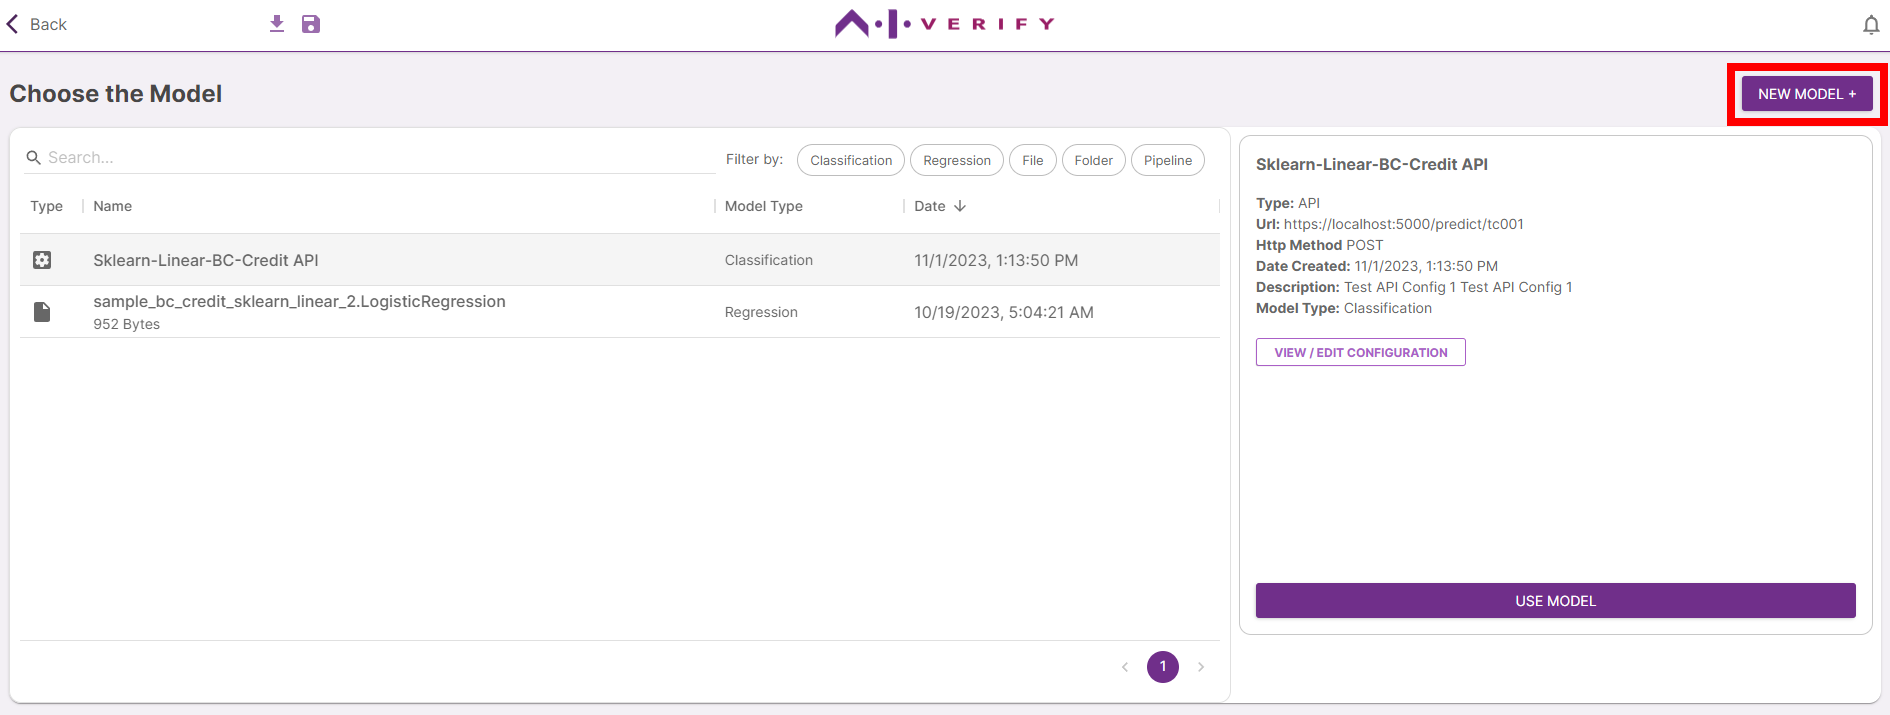 Back
A·I·VERIFY
Choose the Model
NEW MODEL +
Search...
Filter by: Classification Regression File Folder Pipeline
Type Name Model Type Date
Sklearn-Linear-BC-Credit API Classification 11/1/2023, 1:13:50 PM
sample_bc_credit_sklearn_linear_2.LogisticRegression Regression 10/19/2023, 5:04:21 AM
952 Bytes
1
Sklearn-Linear-BC-Credit API
Type: API
Url: https://localhost:5000/predict/tc001
Http Method POST
Date Created: 11/1/2023, 1:13:50 PM
Description: Test API Config 1 Test API Config 1
Model Type: Classification
VIEW / EDIT CONFIGURATION
USE MODEL